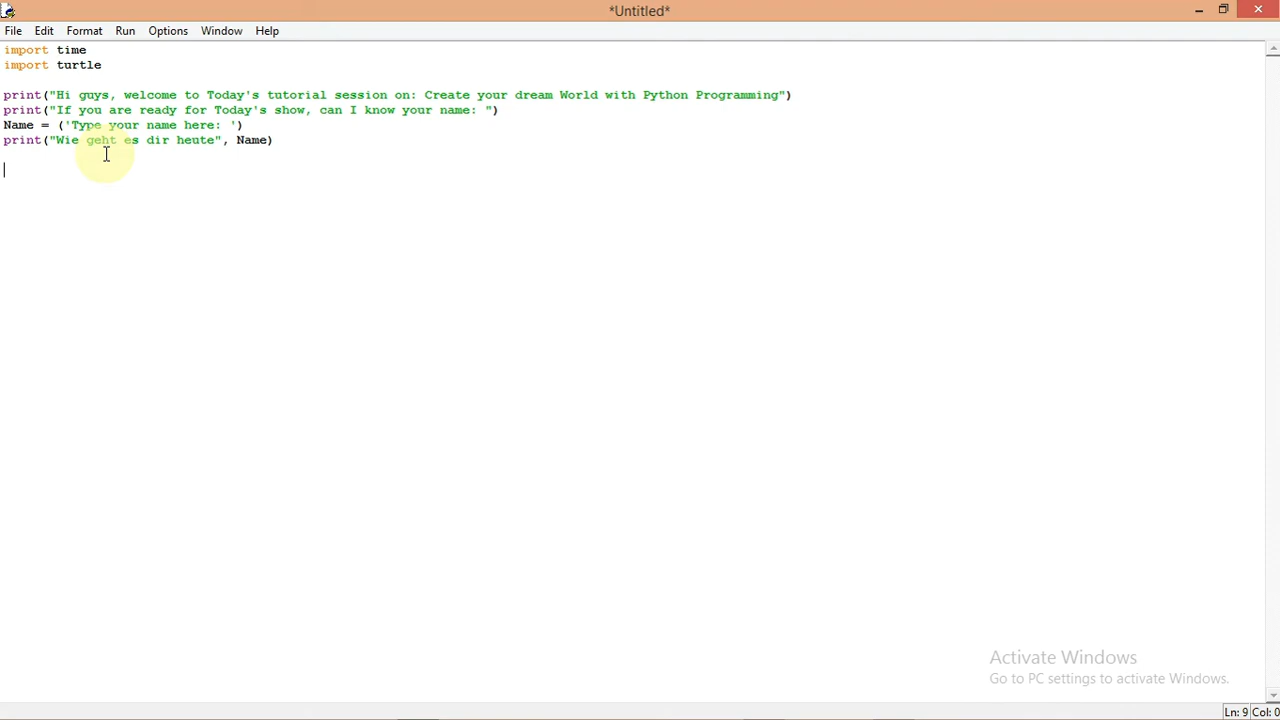 *Untitled*
File Edit Format Run Options Window Help
import time
import turtle
print("Hi guys, welcome to Today's tutorial session on: Create your dream World with Python Programming")
print("If you are ready for Today's show, can I know your name: ")
Name = ('Type your name here: ')
print("Wie geht es dir heute", Name)
Activate Windows
Go to PC settings to activate Windows.
Ln: 9 Col: 0